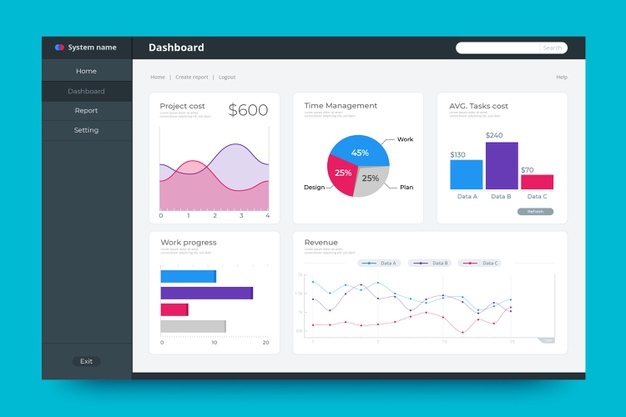 System name
Dashboard
Search
Home
Dashboard
Report
Setting
Exit
Home | Create report | Logout
Help
Project cost
$600
0 1 2 3 4
Time Management
Work
45%
25%
25%
Design
Plan
AVG. Tasks cost
$130
$240
$70
Data A Data B Data C
Refresh
Work progress
0 10 20
Revenue
Data A Data B Data C